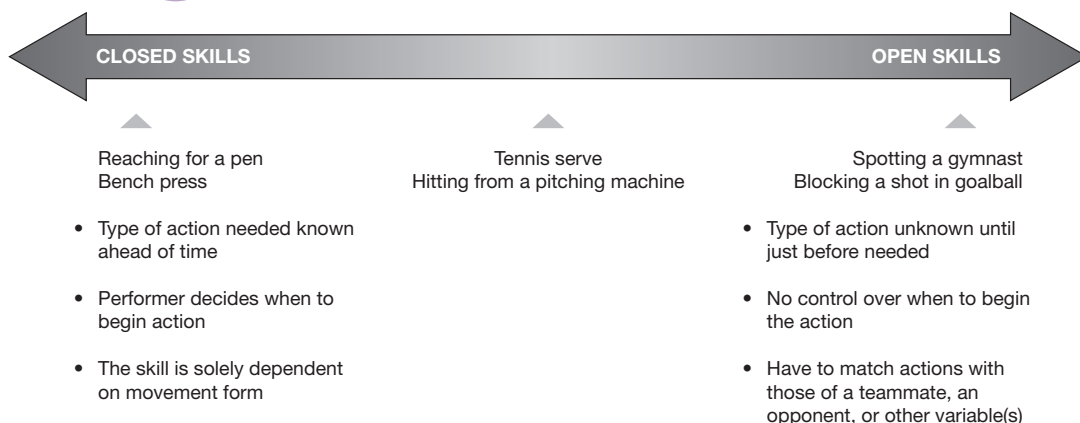 CLOSED SKILLS
OPEN SKILLS
Reaching for a pen
Bench press
• Type of action needed known
ahead of time
• Performer decides when to
begin action
• The skill is solely dependent
on movement form
Tennis serve
Hitting from a pitching machine
Spotting a gymnast
Blocking a shot in goalball
• Type of action unknown until
just before needed
• No control over when to begin
the action
• Have to match actions with
those of a teammate, an
opponent, or other variable(s)